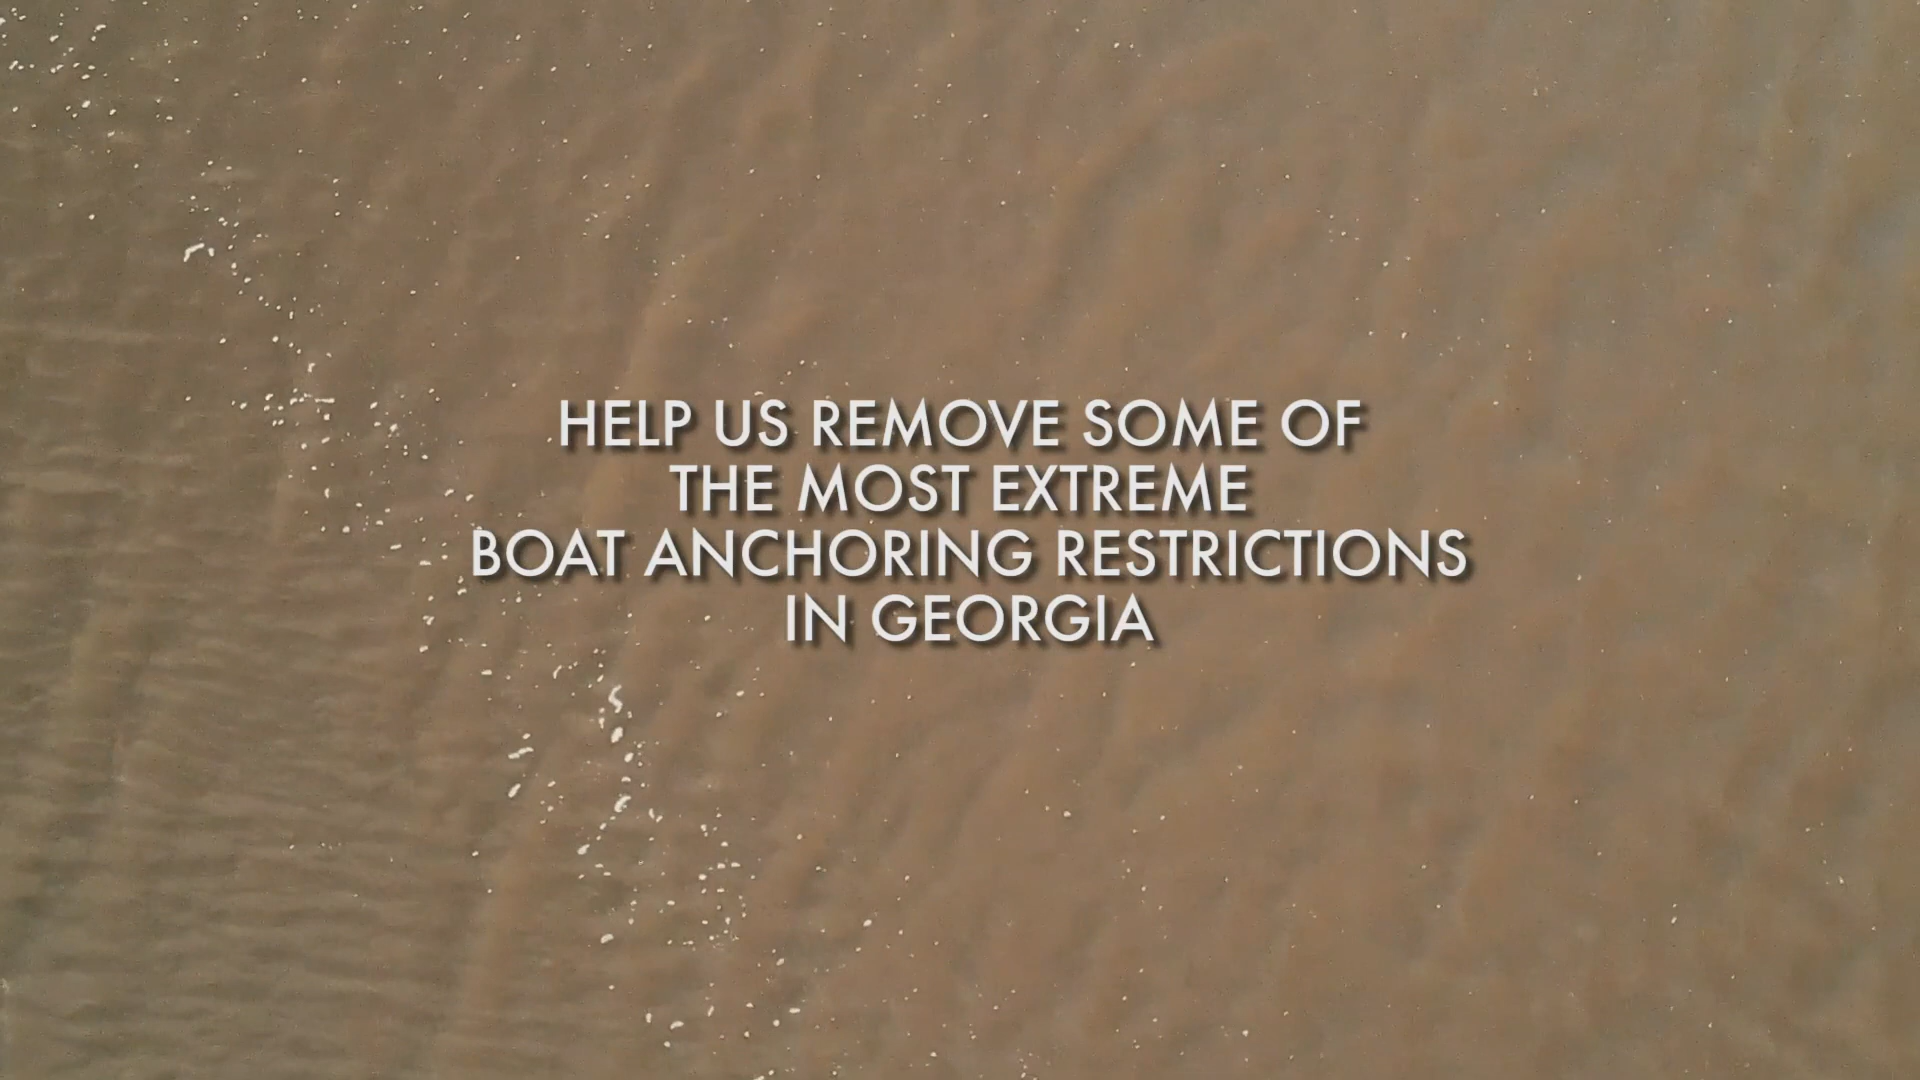 HELP US REMOVE SOME OF
THE MOST EXTREME
BOAT ANCHORING RESTRICTIONS
IN GEORGIA